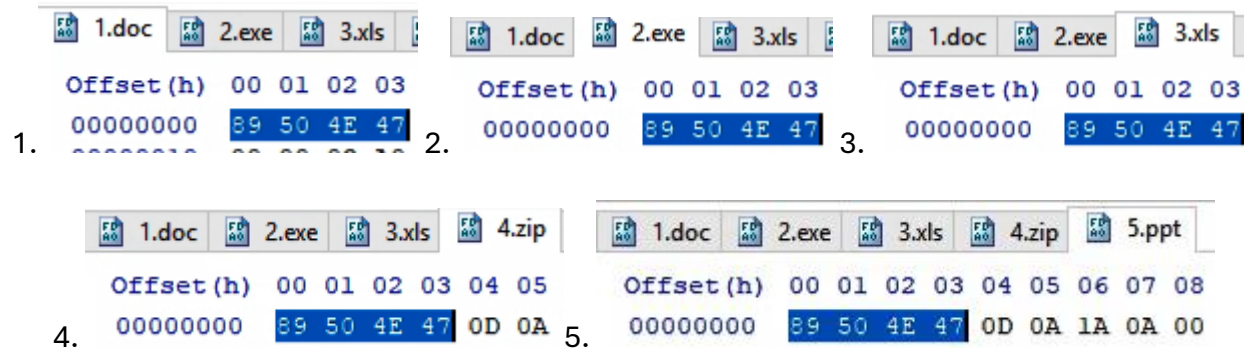 1.doc 2.exe 3.xls
Offset(h) 00 01 02 03
1. 00000000 89 50 4E 47
1.doc 2.exe 3.xls
Offset(h) 00 01 02 03
2. 00000000 89 50 4E 47
1.doc 2.exe 3.xls
Offset(h) 00 01 02 03
3. 00000000 89 50 4E 47
1.doc 2.exe 3.xls 4.zip
Offset(h) 00 01 02 03 04 05
4. 00000000 89 50 4E 47 0D 0A
1.doc 2.exe 3.xls 4.zip 5.ppt
Offset(h) 00 01 02 03 04 05 06 07 08
5. 00000000 89 50 4E 47 0D 0A 1A 0A 00